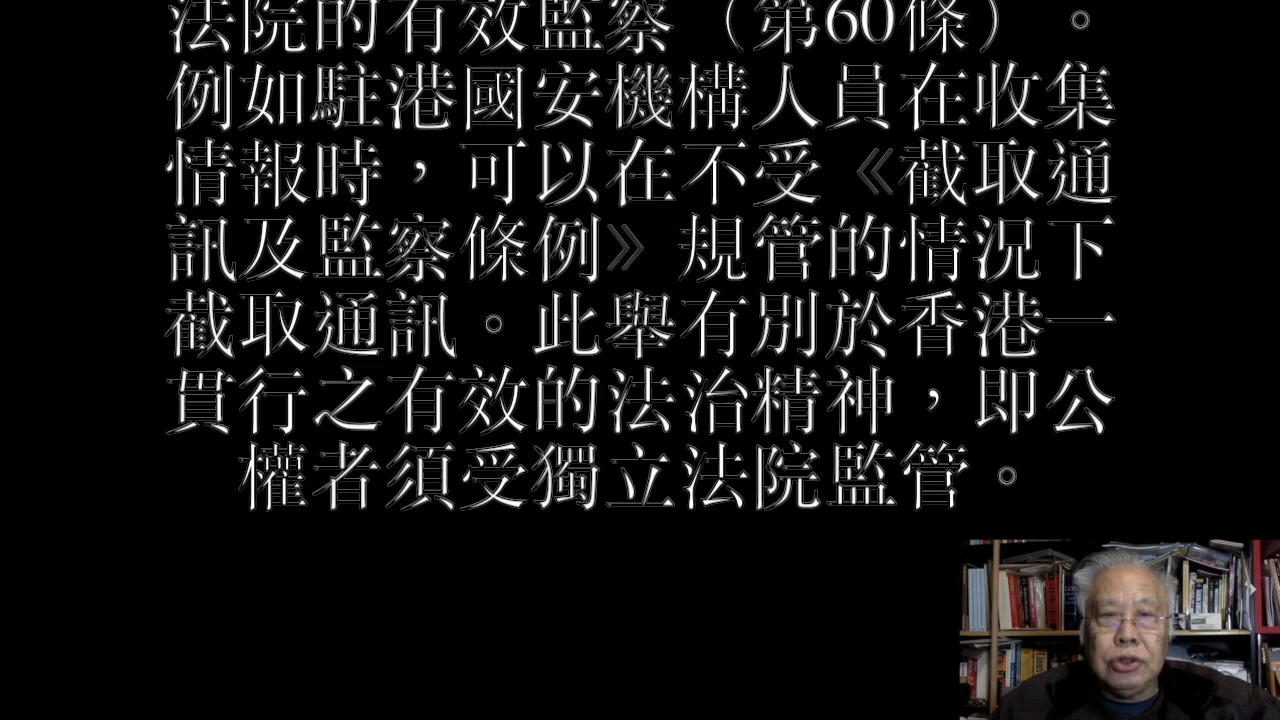 法院的有效監察（第60條）。
例如駐港國安機構人員在收集
情報時，可以在不受《截取通
訊及監察條例》規管的情況下
截取通訊。此舉有別於香港一
貫行之有效的法治精神，即公
權者須受獨立法院監管。